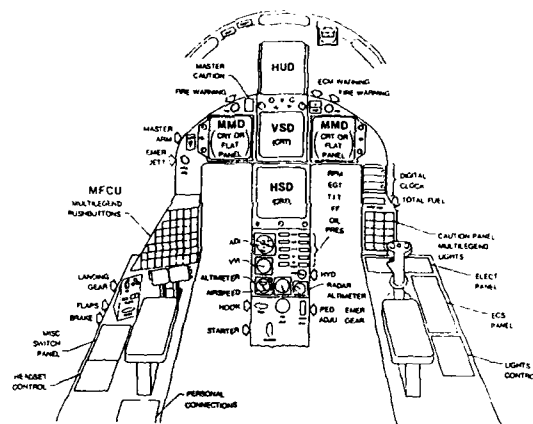 HUD
MASTER
CAUTION
FIRE WARNING
ECM WARNING
FIRE WARNING
MASTER
ARM
EMER
JETT
MMD
CRT OR
FLAT
PANEL
VSD
(CRT)
MMD
CRT OR
FLAT
PANEL
HSD
(CRT)
RPM
EGT
TIT
FF
OIL
PRES
DIGITAL
CLOCK
TOTAL FUEL
MFCU
MULTILEGEND
PUSHBUTTONS
CAUTION PANEL
MULTILEGEND
LIGHTS
ADI
VVI
ALTIMETER
AIRSPEED
HYD
RADAR
ALTIMETER
ELECT
PANEL
LANDING
GEAR
FLAPS
BRAKE
HOOK
PED
ADJU
EMER
GEAR
ECS
PANEL
MISC
SWITCH
PANEL
STARTER
HEADSET
CONTROL
LIGHTS
CONTROL
PERSONAL
CONNECTIONS